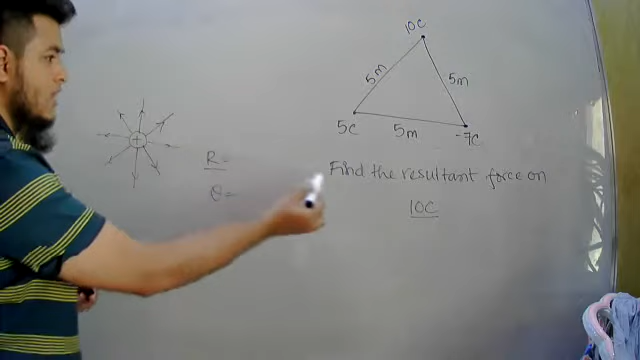 10C
5m
5m
5C
5m
-7C
+
R =
θ =
Find the resultant force on
10C